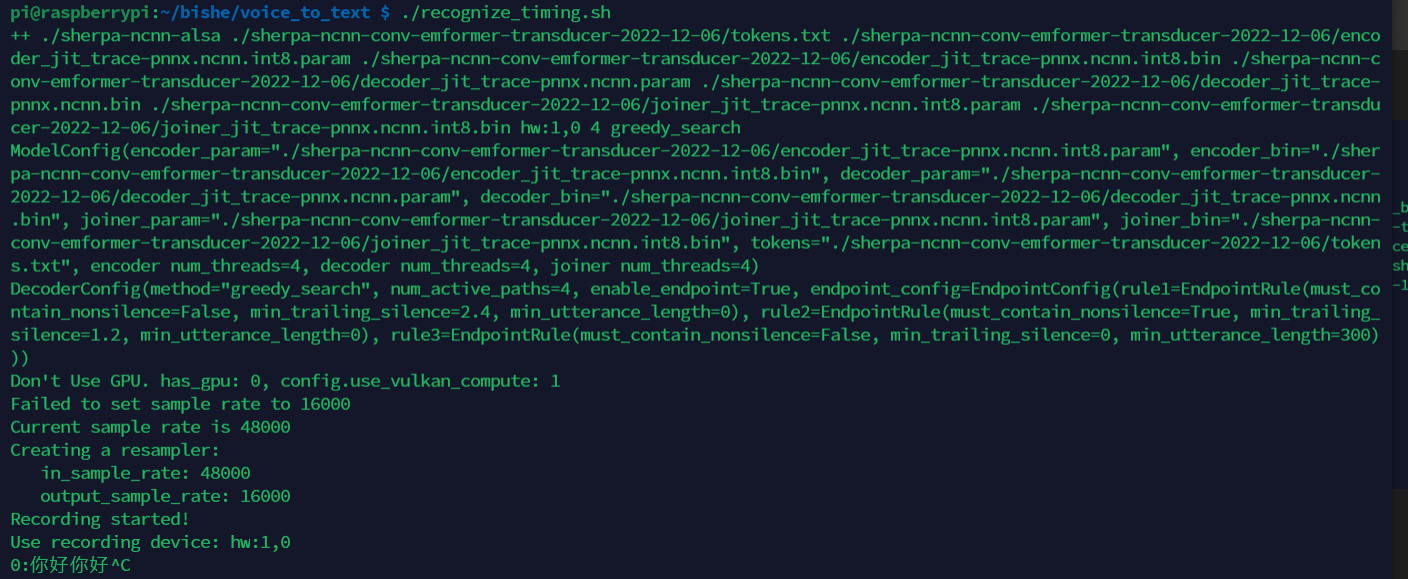 pi@raspberrypi:~/bishe/voice_to_text $ ./recognize_timing.sh
++ ./sherpa-ncnn-alsa ./sherpa-ncnn-conv-emformer-transducer-2022-12-06/tokens.txt ./sherpa-ncnn-conv-emformer-transducer-2022-12-06/enco
der_jit_trace-pnnx.ncnn.int8.param ./sherpa-ncnn-conv-emformer-transducer-2022-12-06/encoder_jit_trace-pnnx.ncnn.int8.bin ./sherpa-ncnn-c
onv-emformer-transducer-2022-12-06/decoder_jit_trace-pnnx.ncnn.param ./sherpa-ncnn-conv-emformer-transducer-2022-12-06/decoder_jit_trace-
pnnx.ncnn.bin ./sherpa-ncnn-conv-emformer-transducer-2022-12-06/joiner_jit_trace-pnnx.ncnn.int8.param ./sherpa-ncnn-conv-emformer-transdu
cer-2022-12-06/joiner_jit_trace-pnnx.ncnn.int8.bin hw:1,0 4 greedy_search
ModelConfig(encoder_param="./sherpa-ncnn-conv-emformer-transducer-2022-12-06/encoder_jit_trace-pnnx.ncnn.int8.param", encoder_bin="./sher
pa-ncnn-conv-emformer-transducer-2022-12-06/encoder_jit_trace-pnnx.ncnn.int8.bin", decoder_param="./sherpa-ncnn-conv-emformer-transducer-
2022-12-06/decoder_jit_trace-pnnx.ncnn.param", decoder_bin="./sherpa-ncnn-conv-emformer-transducer-2022-12-06/decoder_jit_trace-pnnx.ncnn
.bin", joiner_param="./sherpa-ncnn-conv-emformer-transducer-2022-12-06/joiner_jit_trace-pnnx.ncnn.int8.param", joiner_bin="./sherpa-ncnn-
conv-emformer-transducer-2022-12-06/joiner_jit_trace-pnnx.ncnn.int8.bin", tokens="./sherpa-ncnn-conv-emformer-transducer-2022-12-06/token
s.txt", encoder num_threads=4, decoder num_threads=4, joiner num_threads=4)
DecoderConfig(method="greedy_search", num_active_paths=4, enable_endpoint=True, endpoint_config=EndpointConfig(rule1=EndpointRule(must_co
ntain_nonsilence=False, min_trailing_silence=2.4, min_utterance_length=0), rule2=EndpointRule(must_contain_nonsilence=True, min_trailing_
silence=1.2, min_utterance_length=0), rule3=EndpointRule(must_contain_nonsilence=False, min_trailing_silence=0, min_utterance_length=300)
))
Don't Use GPU. has_gpu: 0, config.use_vulkan_compute: 1
Failed to set sample rate to 16000
Current sample rate is 48000
Creating a resampler:
   in_sample_rate: 48000
   output_sample_rate: 16000
Recording started!
Use recording device: hw:1,0
0:你好你好^C
_b
-t
ce
sh
-1